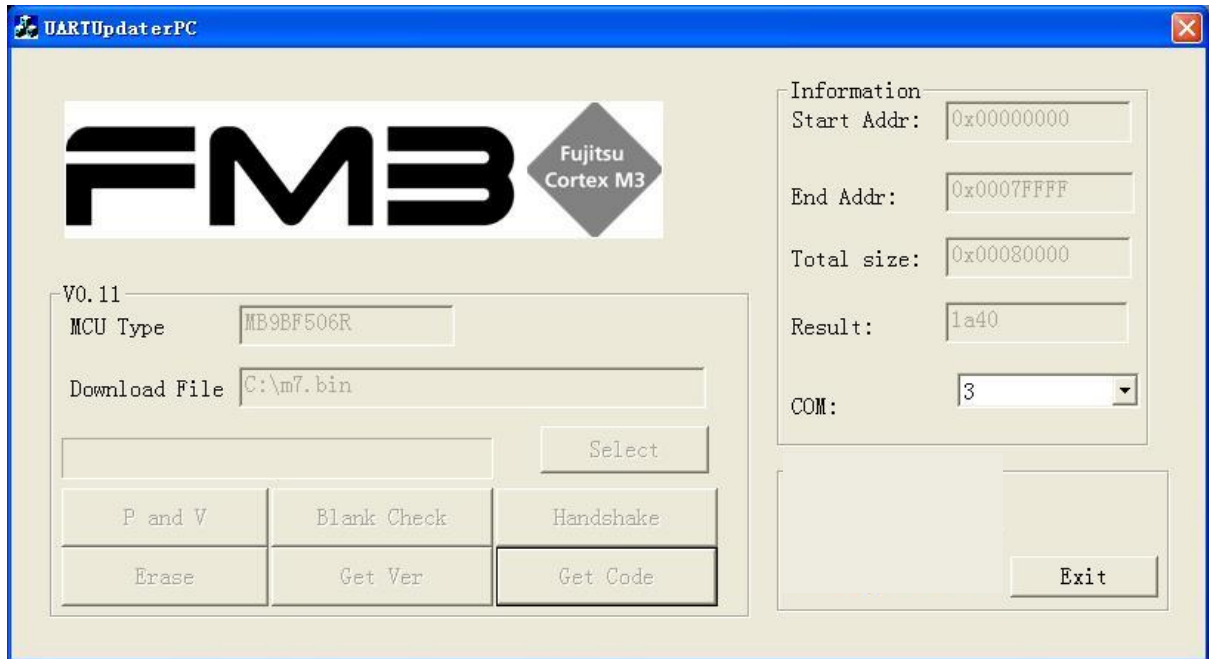 UARTUpdaterPC
FM3
Fujitsu
Cortex M3
V0.11
MCU Type
MB9BF506R
Download File
C:\m7.bin
Select
P and V
Blank Check
Handshake
Erase
Get Ver
Get Code
Information
Start Addr:
0x00000000
End Addr:
0x0007FFFF
Total size:
0x00080000
Result:
1a40
COM:
3
Exit